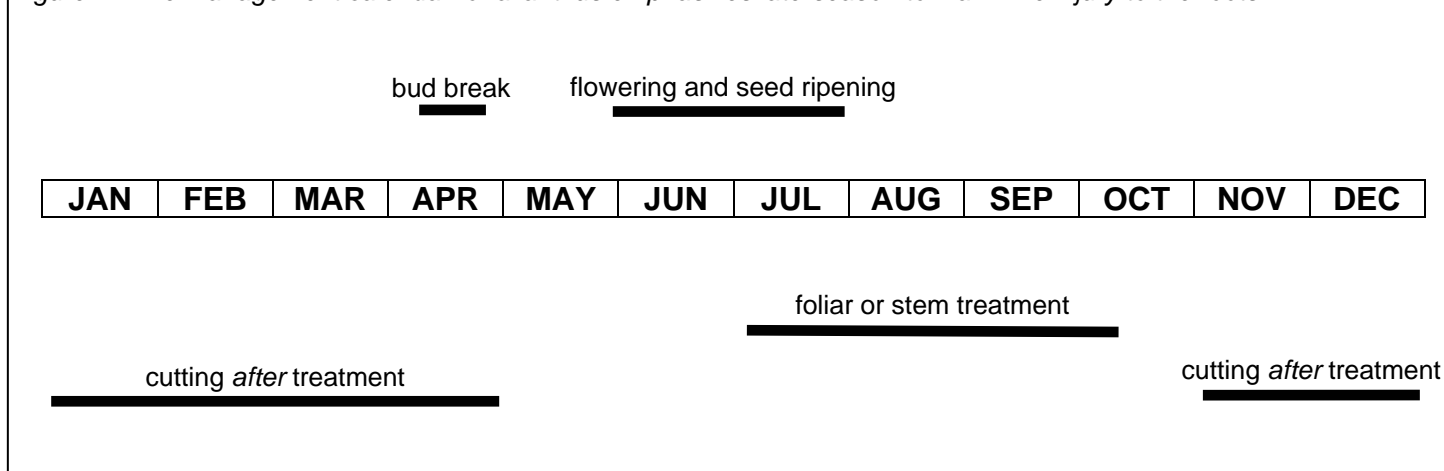 bud break flowering and seed ripening
JAN FEB MAR APR MAY JUN JUL AUG SEP OCT NOV DEC
foliar or stem treatment
cutting after treatment
cutting after treatment